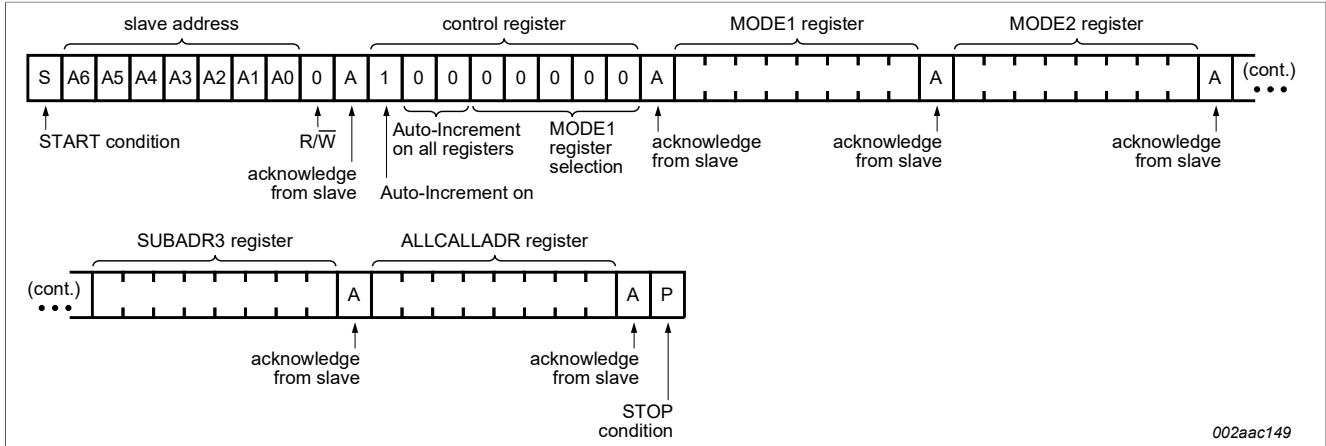 slave address control register MODE1 register MODE2 register
S A6 A5 A4 A3 A2 A1 A0 0 A 1 0 0 0 0 0 0 0 A A A (cont.)
START condition R/W̅ Auto-Increment on all registers MODE1 register selection acknowledge from slave acknowledge from slave acknowledge from slave
acknowledge from slave Auto-Increment on
SUBADR3 register ALLCALLADR register
(cont.) A A P
acknowledge from slave acknowledge from slave
STOP condition
002aac149